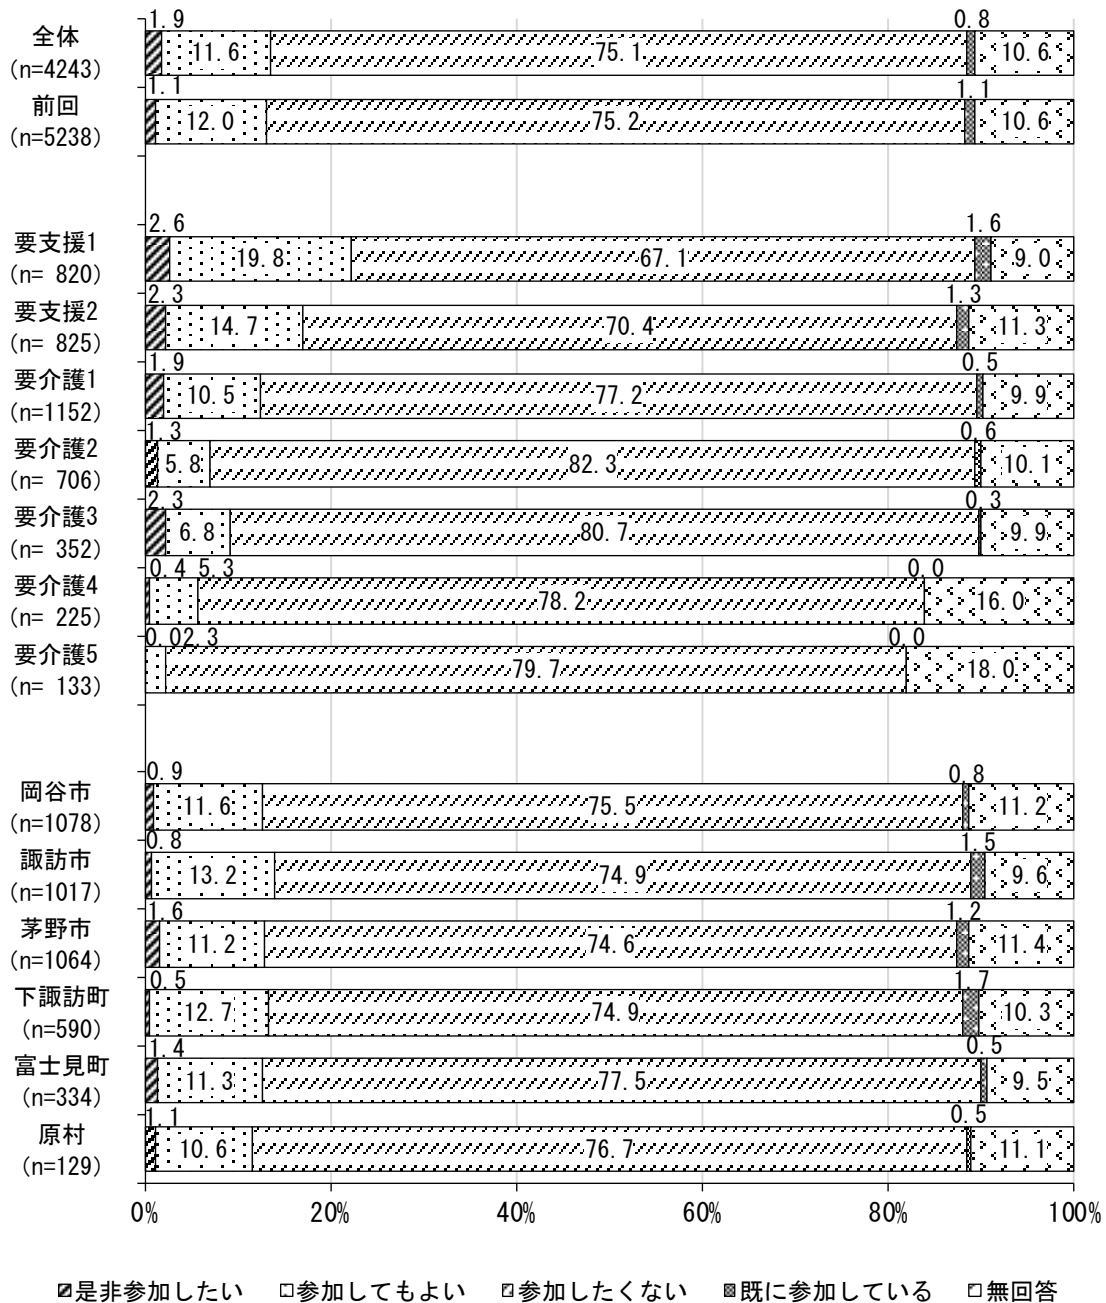 1.9 0.8
全体 11.6 75.1 10.6
(n=4243)
1.1 1.1
前回 12.0 75.2 10.6
(n=5238)
2.6 1.6
要支援1 19.8 67.1 9.0
(n= 820)
2.3 1.3
要支援2 14.7 70.4 11.3
(n= 825)
1.9 0.5
要介護1 10.5 77.2 9.9
(n=1152)
1.3 0.6
要介護2 5.8 82.3 10.1
(n= 706)
2.3 0.3
要介護3 6.8 80.7 9.9
(n= 352)
0.4 5.3 0.0
要介護4 78.2 16.0
(n= 225)
0.0 2.3 0.0
要介護5 79.7 18.0
(n= 133)
0.9 0.8
岡谷市 11.6 75.5 11.2
(n=1078)
0.8 1.5
諏訪市 13.2 74.9 9.6
(n=1017)
1.6 1.2
茅野市 11.2 74.6 11.4
(n=1064)
0.5 1.7
下諏訪町 12.7 74.9 10.3
(n=590)
1.4 0.5
富士見町 11.3 77.5 9.5
(n=334)
1.1 0.5
原村 10.6 76.7 11.1
(n=129)
0% 20% 40% 60% 80% 100%
是非参加したい 参加してもよい 参加したくない 既に参加している 無回答